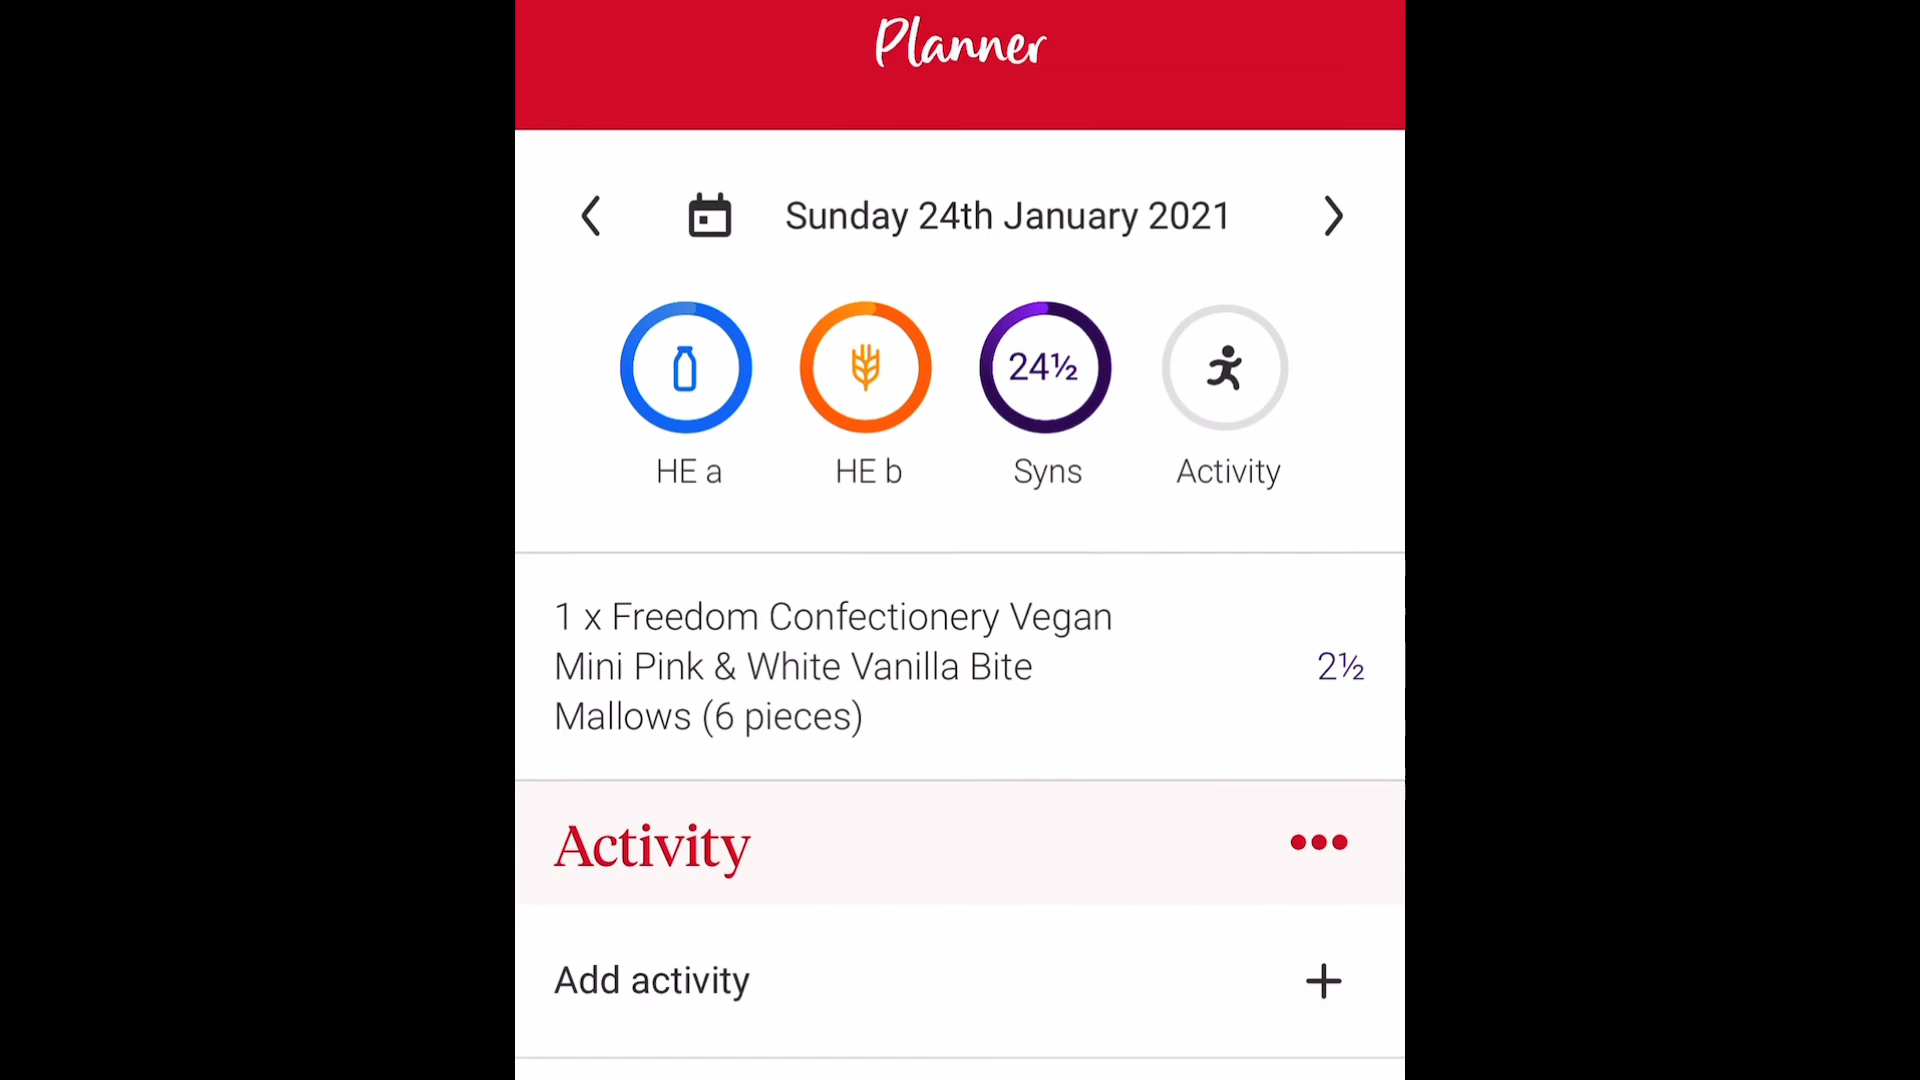 Planner
Sunday 24th January 2021
24½
HE a
HE b
Syns
Activity
1 x Freedom Confectionery Vegan
Mini Pink & White Vanilla Bite
Mallows (6 pieces)
2½
Activity
Add activity